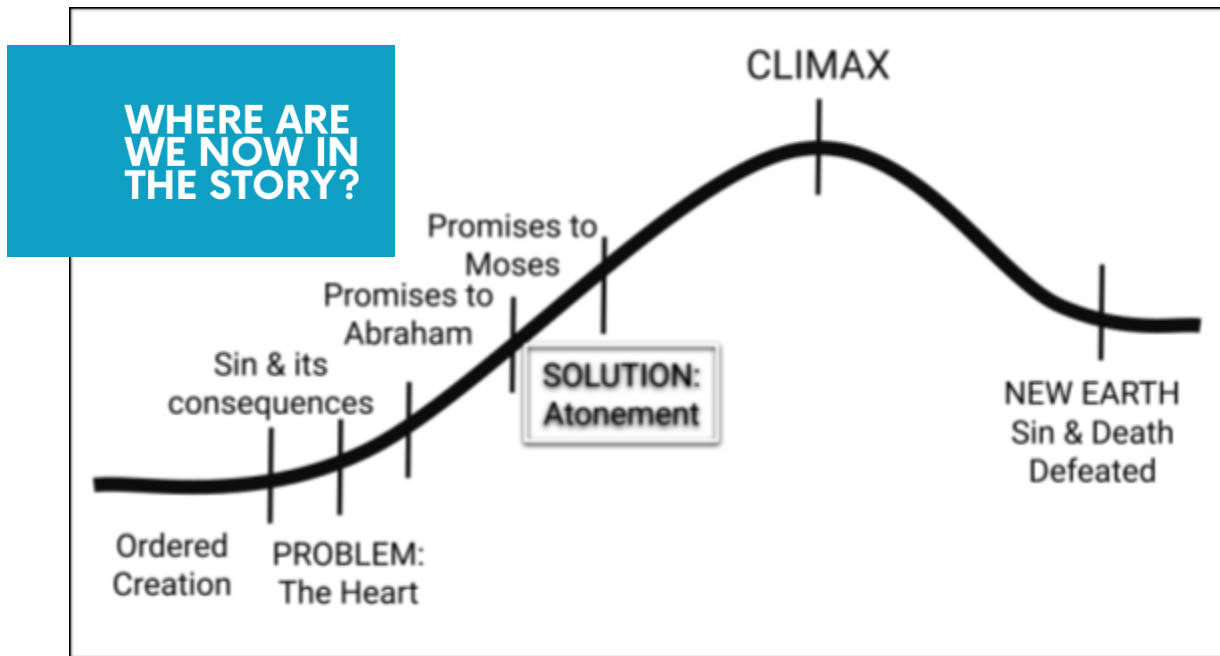 WHERE ARE
WE NOW IN
THE STORY?
CLIMAX
Promises to
Moses
Promises to
Abraham
Sin & its
consequences
SOLUTION:
Atonement
NEW EARTH
Sin & Death
Defeated
Ordered
Creation
PROBLEM:
The Heart